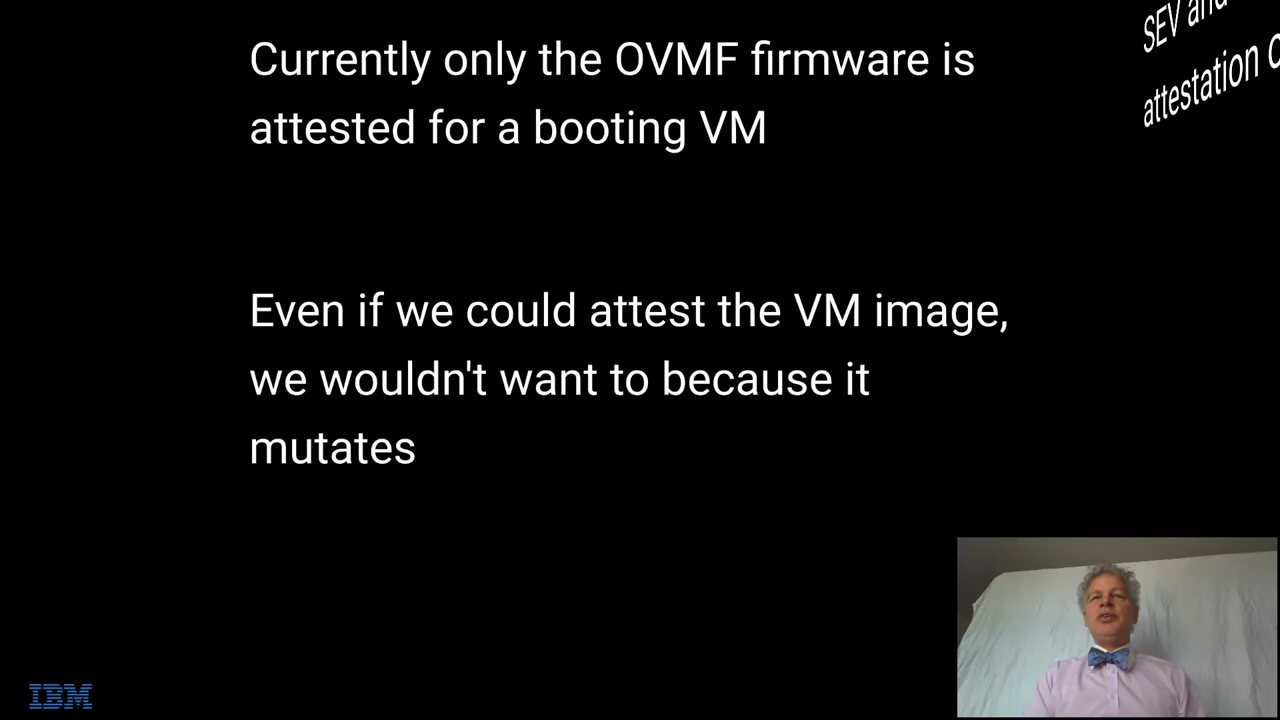 Currently only the OVMF firmware is
attested for a booting VM
Even if we could attest the VM image,
we wouldn't want to because it
mutates
SEV and
attestation
IBM